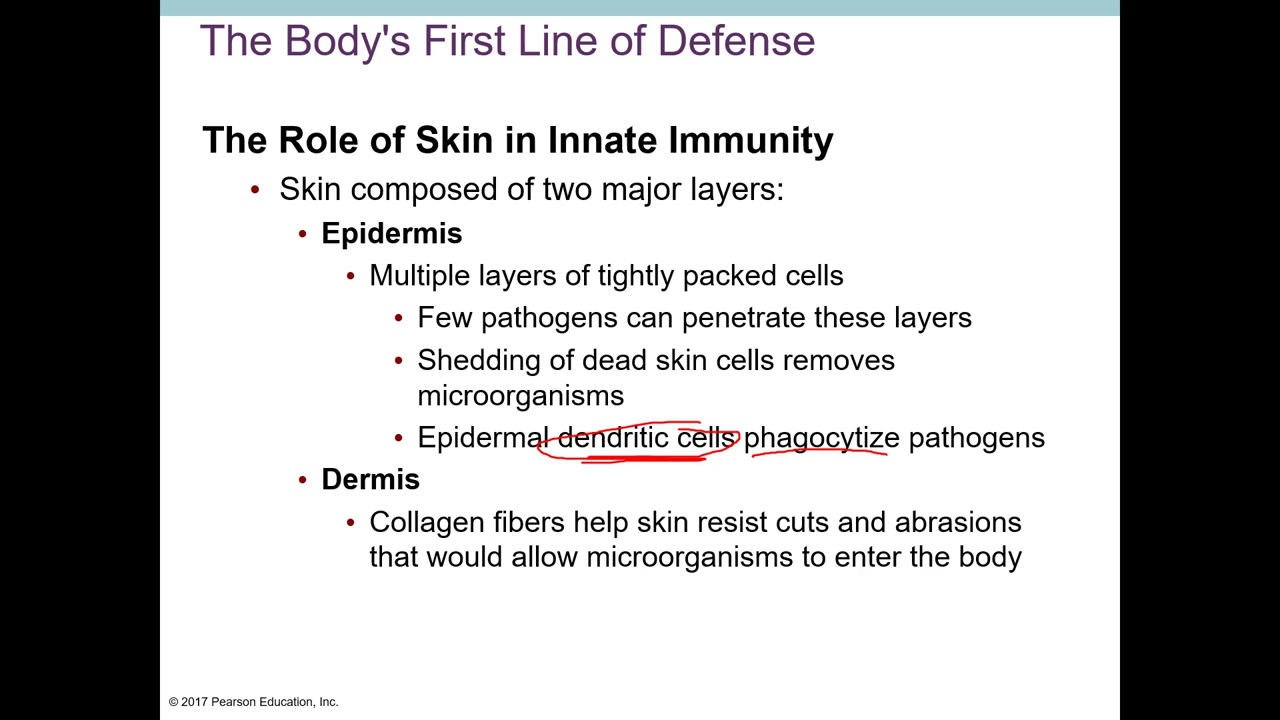 The Body's First Line of Defense
The Role of Skin in Innate Immunity
• Skin composed of two major layers:
• Epidermis
• Multiple layers of tightly packed cells
• Few pathogens can penetrate these layers
• Shedding of dead skin cells removes
microorganisms
• Epidermal dendritic cells phagocytize pathogens
• Dermis
• Collagen fibers help skin resist cuts and abrasions
that would allow microorganisms to enter the body
© 2017 Pearson Education, Inc.